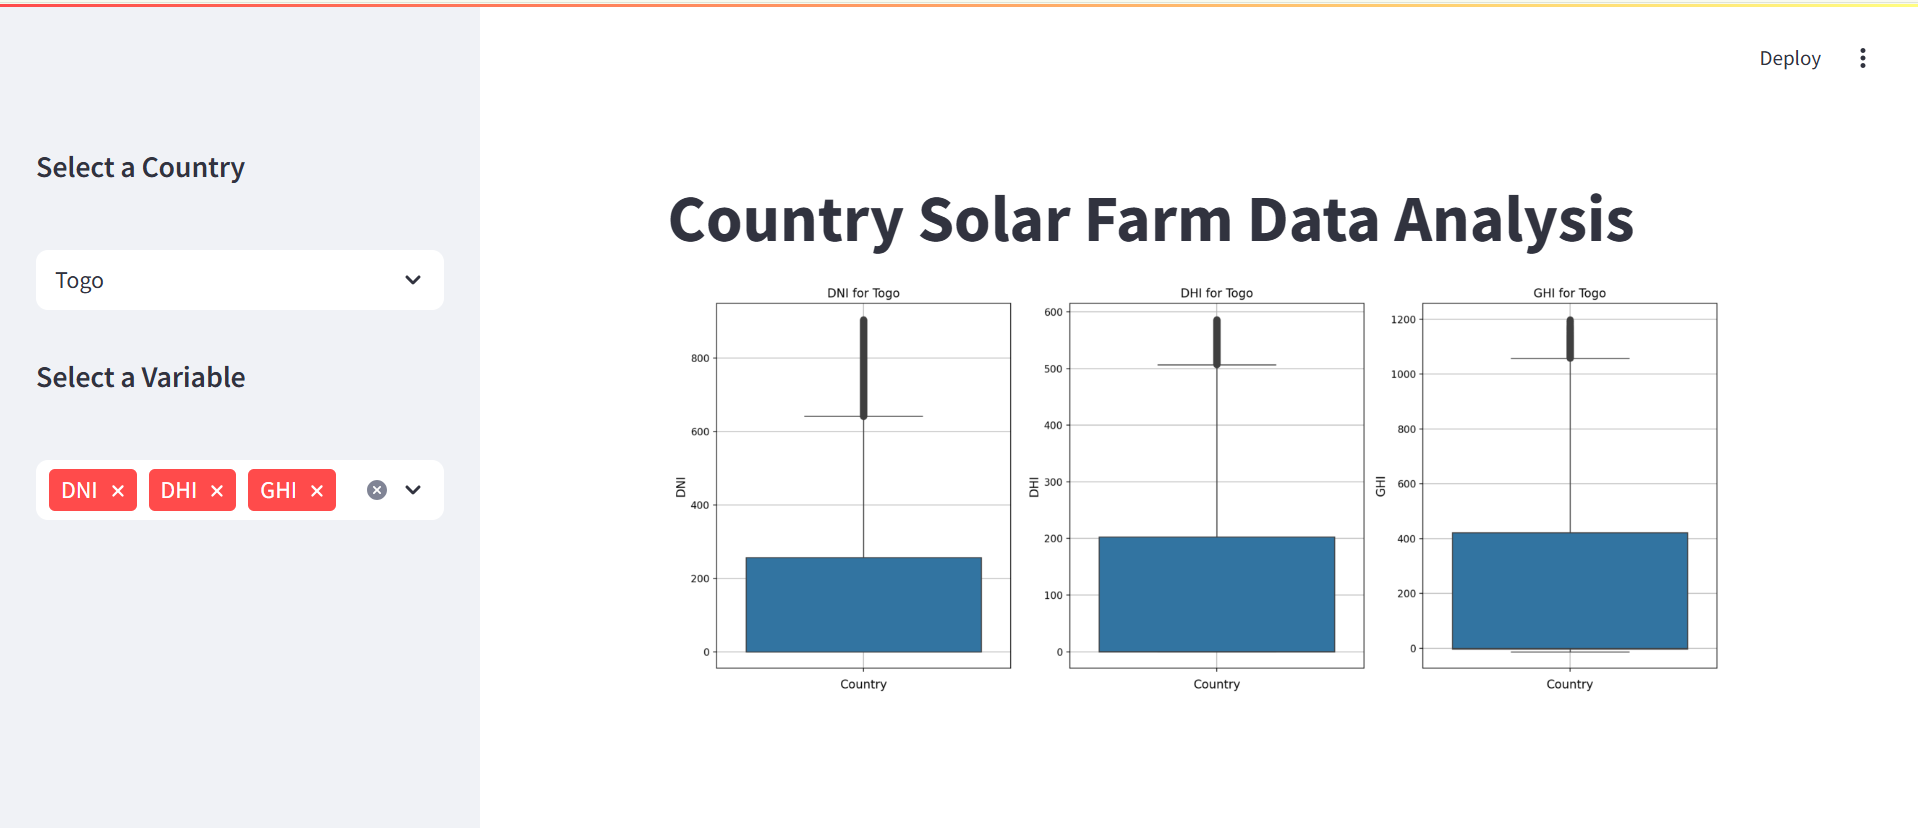 Deploy
Select a Country
Togo
Select a Variable
DNI DHI GHI
Country Solar Farm Data Analysis
DNI for Togo
800
600
400
200
0
DNI
Country
DHI for Togo
600
500
400
300
200
100
0
DHI
Country
GHI for Togo
1200
1000
800
600
400
200
0
GHI
Country